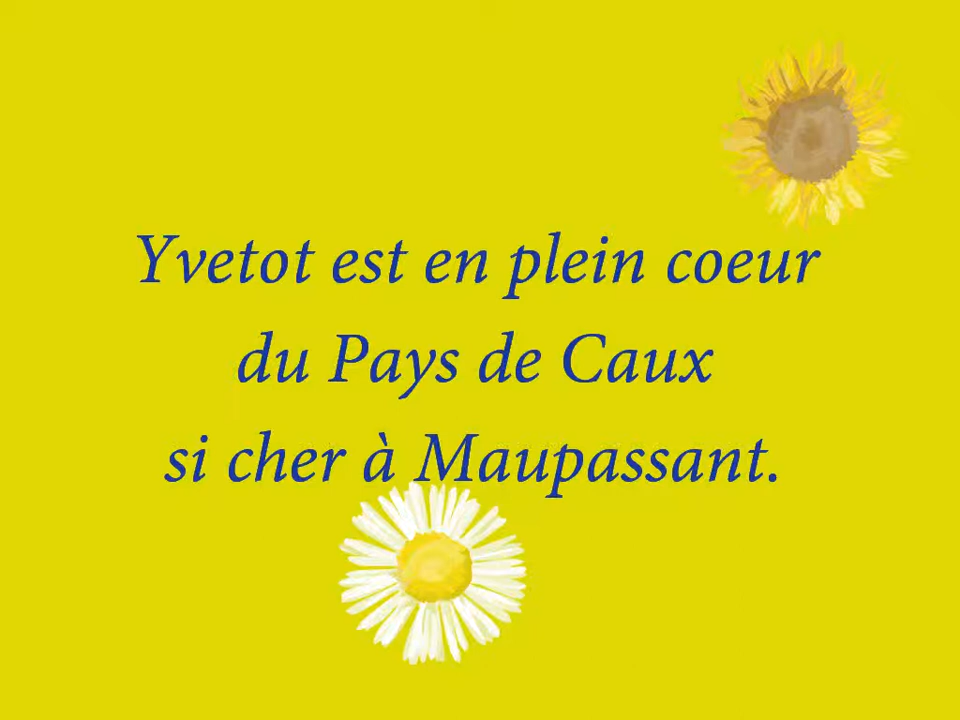 Yvetot est en plein coeur
du Pays de Caux
si cher à Maupassant.